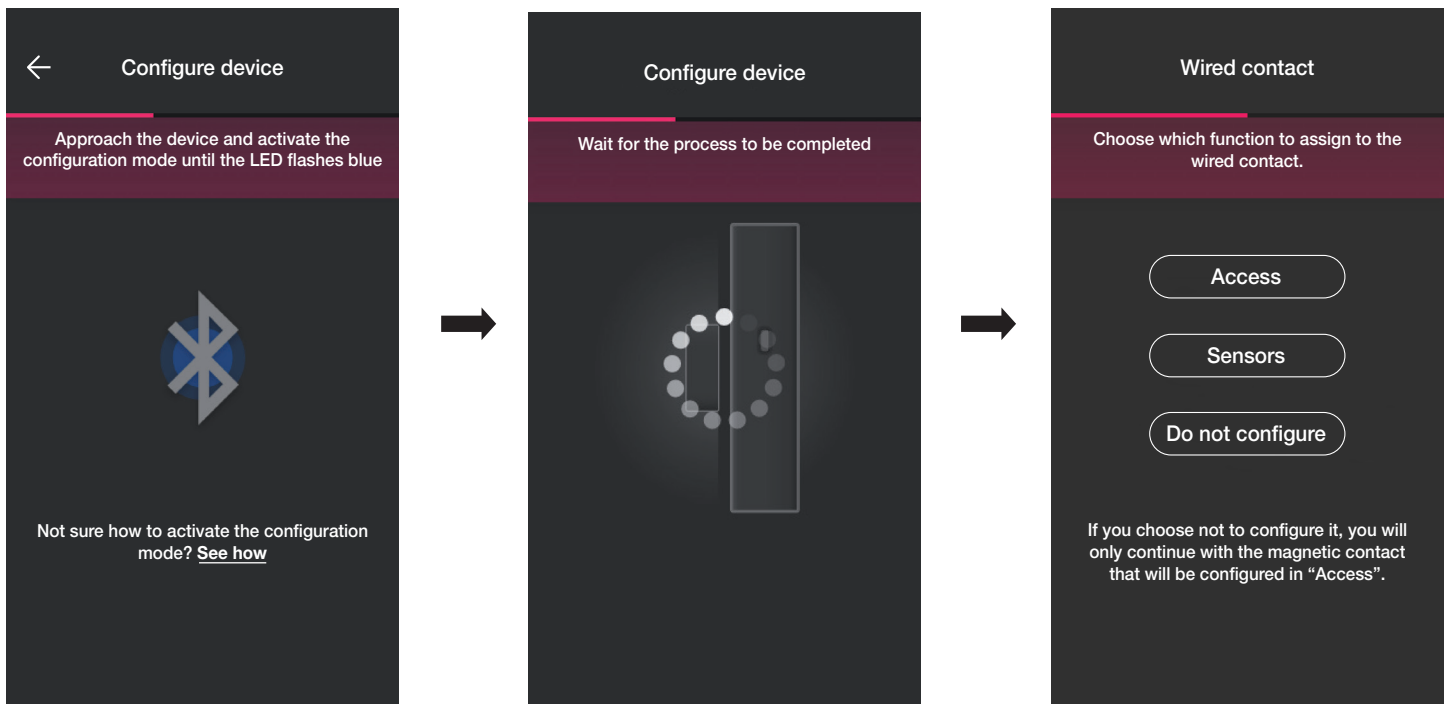 Configure device
Approach the device and activate the
configuration mode until the LED flashes blue
Not sure how to activate the configuration
mode? See how
Configure device
Wait for the process to be completed
Wired contact
Choose which function to assign to the
wired contact.
Access
Sensors
Do not configure
If you choose not to configure it, you will
only continue with the magnetic contact
that will be configured in “Access”.